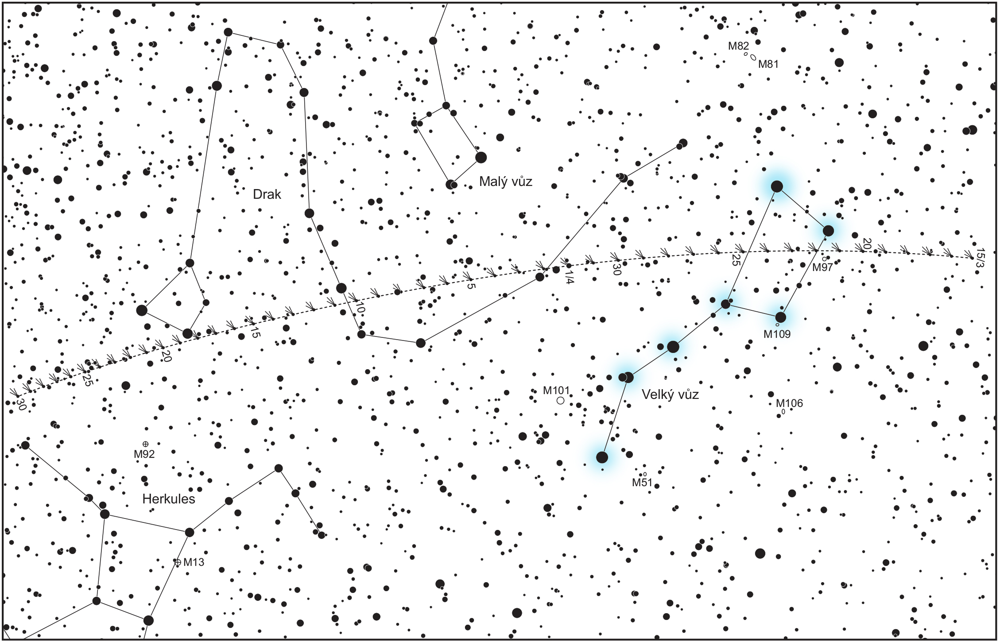 M82
M81
Malý vůz
Drak
15/3
20
25
M97
30
1/4
5
10
15
20
25
30
M109
M101
Velký vůz
M106
M92
M51
Herkules
M13